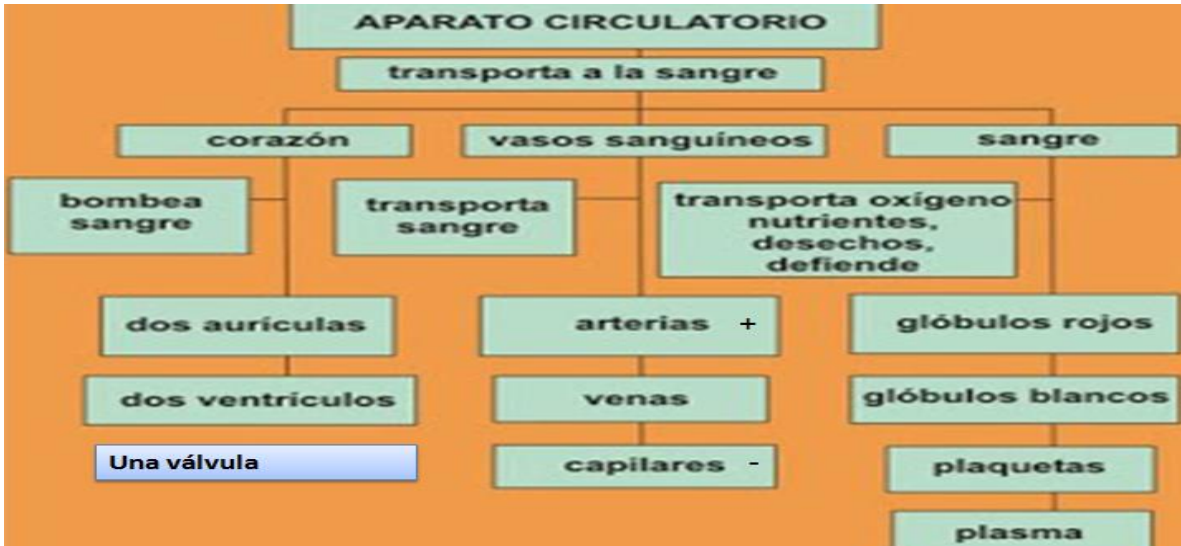 APARATO CIRCULATORIO
transporta a la sangre
corazón
vasos sanguíneos
sangre
bombea
sangre
transporta
sangre
transporta oxígeno
nutrientes,
desechos,
defiende
dos aurículas
arterias +
glóbulos rojos
dos ventrículos
venas
glóbulos blancos
Una válvula
capilares -
plaquetas
plasma